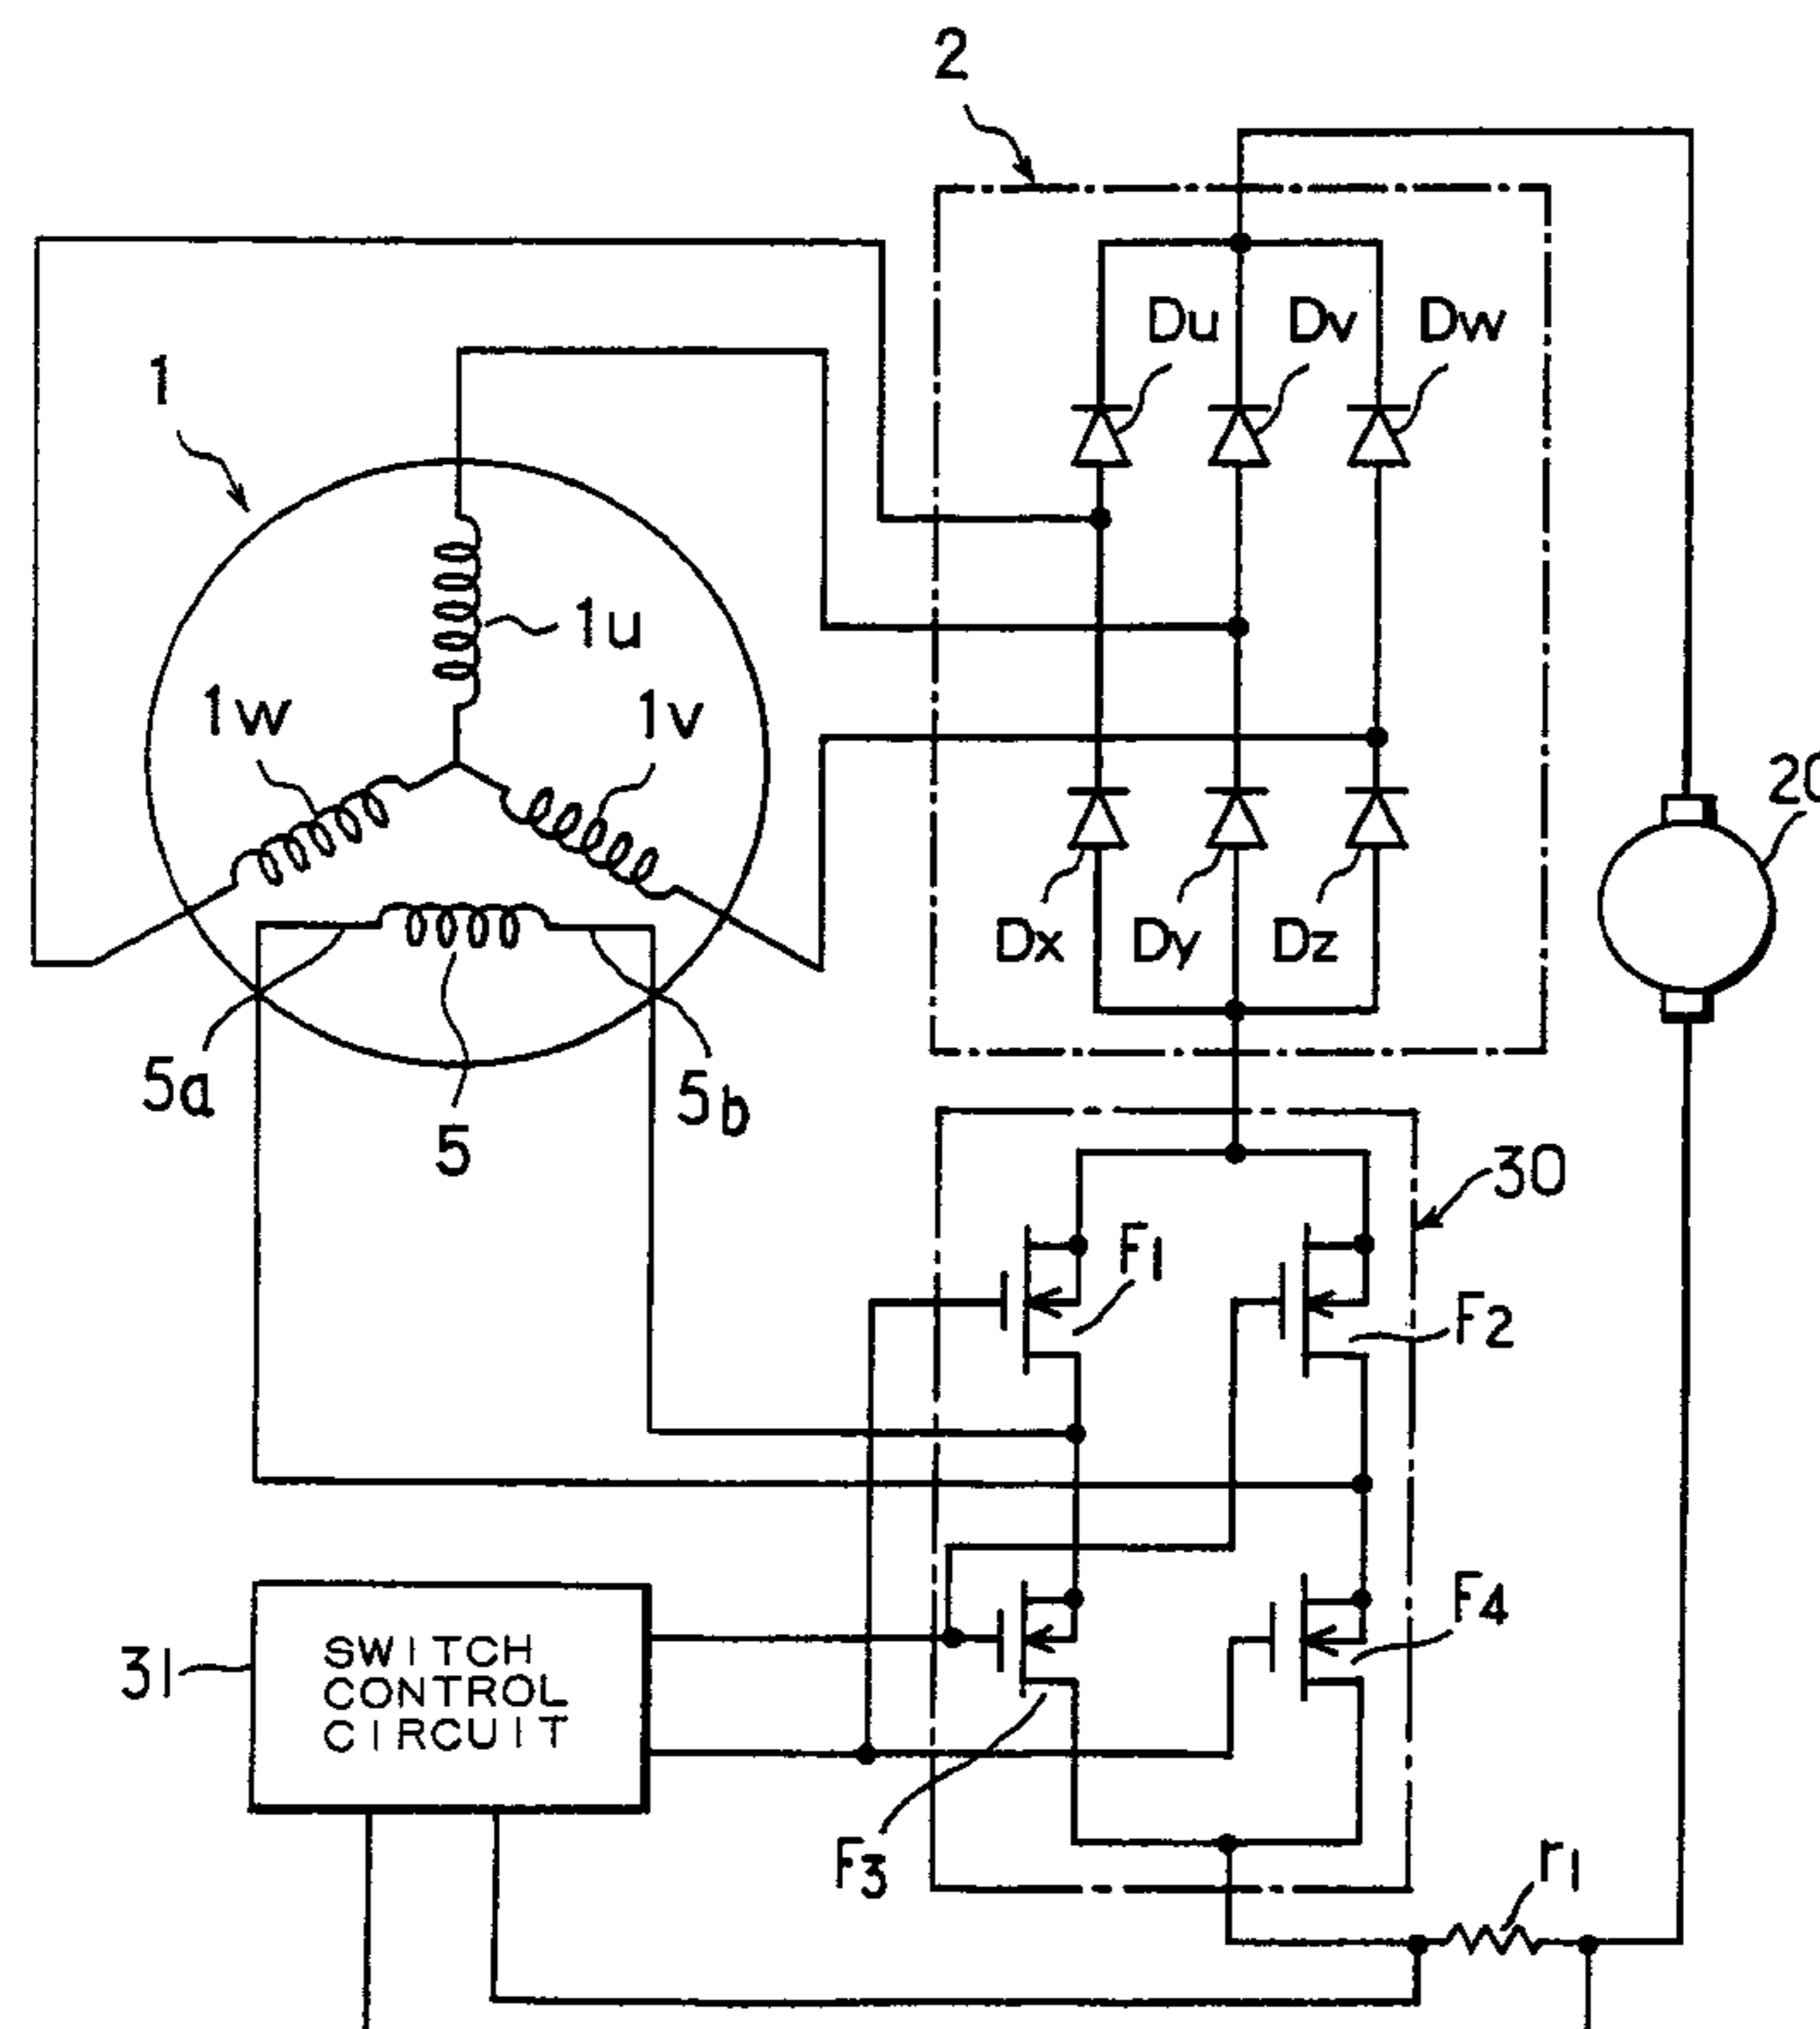 2
Du Dv Dw
1
1u
1w 1v
20
Dx Dy Dz
5a 5b
5
30
F1
F2
F4
31
SWITCH
CONTROL
CIRCUIT
F3
r1